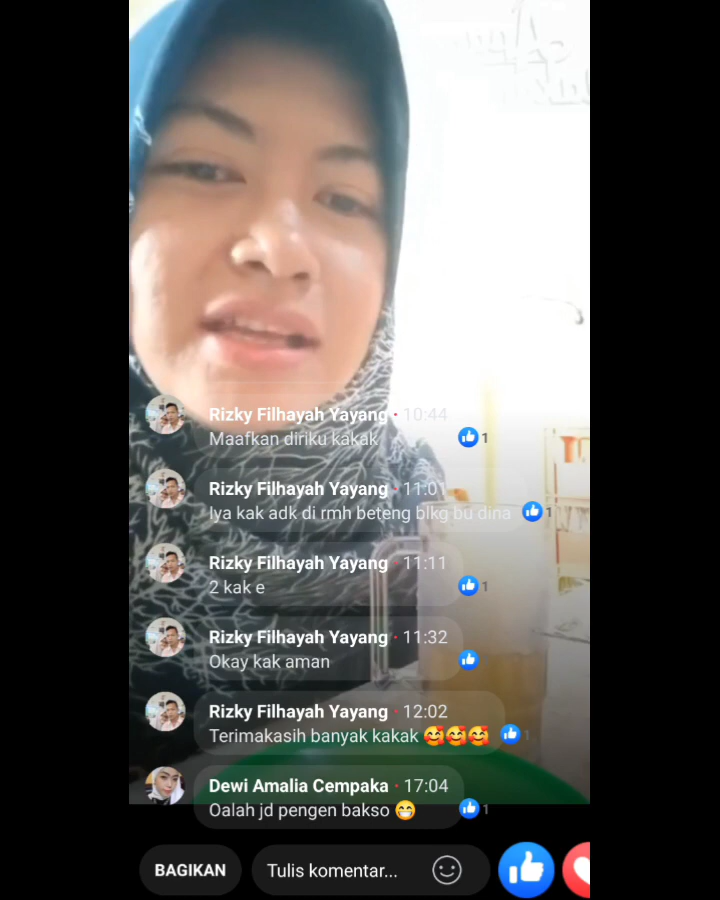 Rizky Filhayah Yayang · 10:44
Maafkan diriku kakak
1
Rizky Filhayah Yayang · 11:01
Iya kak adk di rmh beteng blkg bu dina
1
Rizky Filhayah Yayang · 11:11
2 kak e
1
Rizky Filhayah Yayang · 11:32
Okay kak aman
Rizky Filhayah Yayang · 12:02
Terimakasih banyak kakak 🥰🥰🥰
1
Dewi Amalia Cempaka · 17:04
Oalah jd pengen bakso 😁
1
BAGIKAN
Tulis komentar...